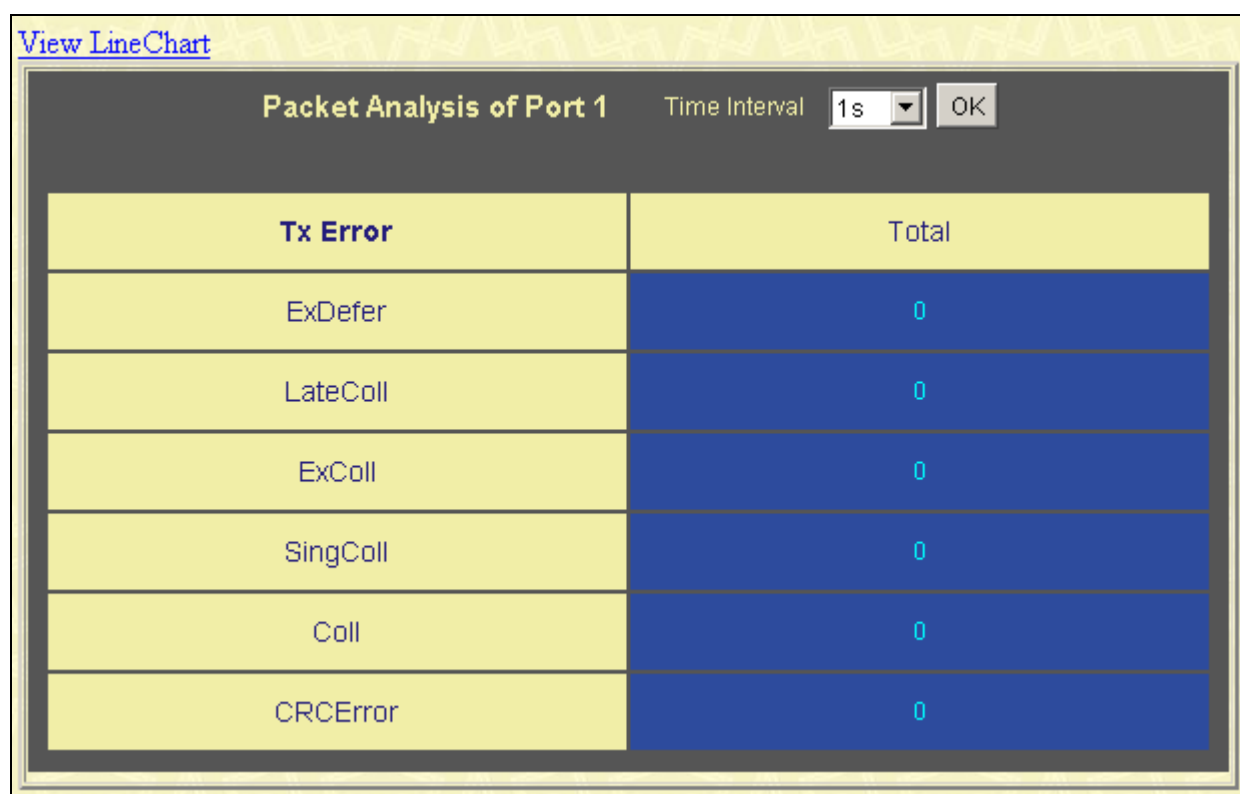 View LineChart
Packet Analysis of Port 1 Time Interval 1s OK
Tx Error Total
ExDefer 0
LateColl 0
ExColl 0
SingColl 0
Coll 0
CRCError 0